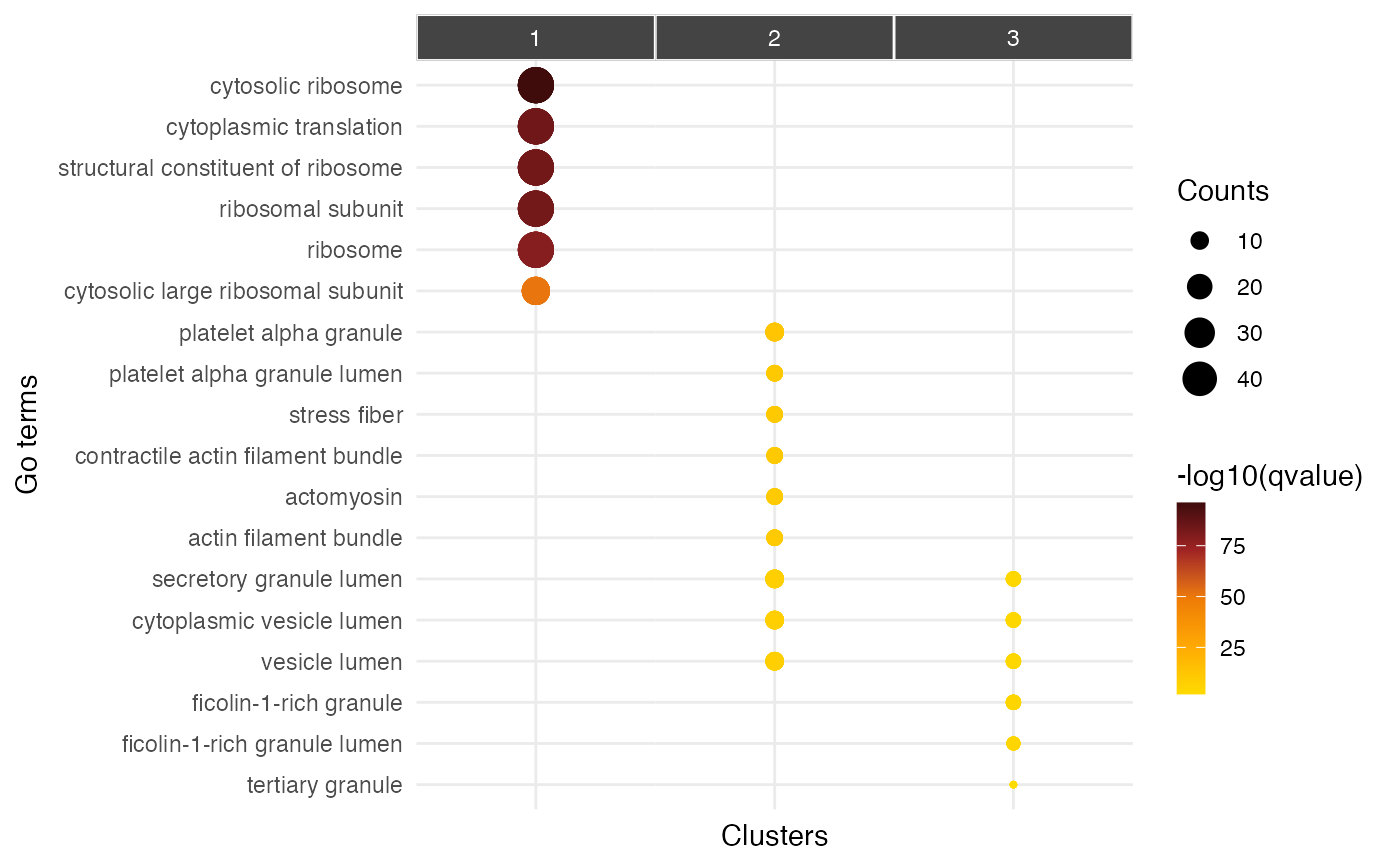 1 2 3
cytosolic ribosome
cytoplasmic translation
structural constituent of ribosome
ribosomal subunit
ribosome
cytosolic large ribosomal subunit
platelet alpha granule
platelet alpha granule lumen
stress fiber
contractile actin filament bundle
actomyosin
actin filament bundle
secretory granule lumen
cytoplasmic vesicle lumen
vesicle lumen
ficolin-1-rich granule
ficolin-1-rich granule lumen
tertiary granule
Go terms
Clusters
Counts
10
20
30
40
-log10(qvalue)
75
50
25